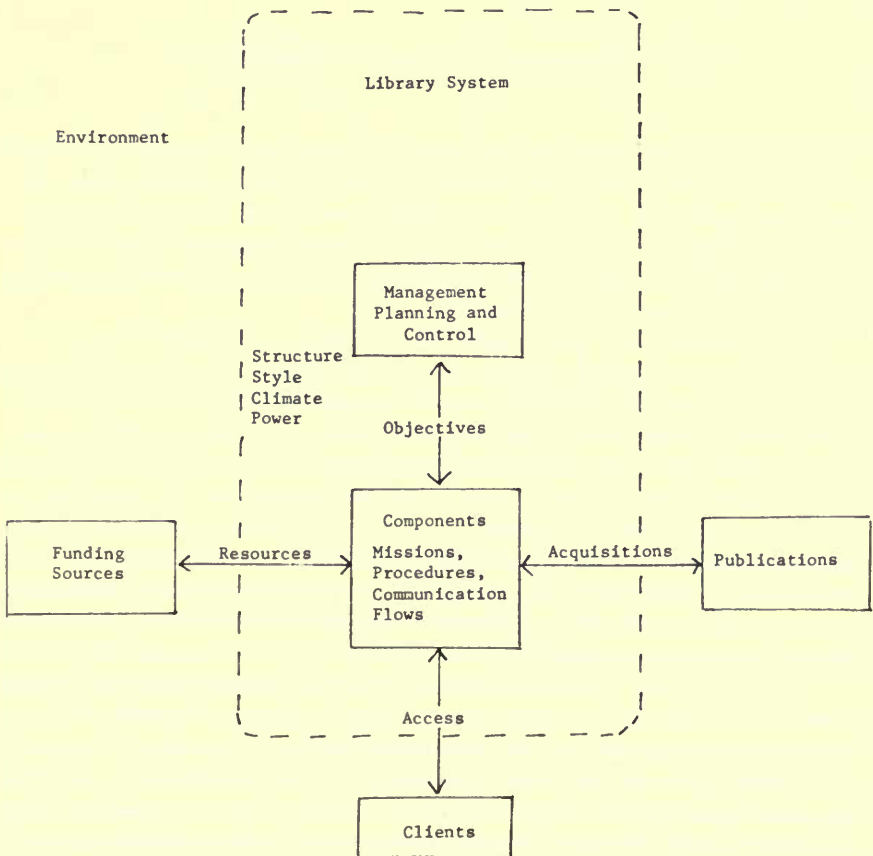 Library System
Environment
Management
Planning and
Control
Structure
Style
Climate
Power
Objectives
Components
Missions,
Procedures,
Communication
Flows
Funding
Sources
Resources
Acquisitions
Publications
Access
Clients